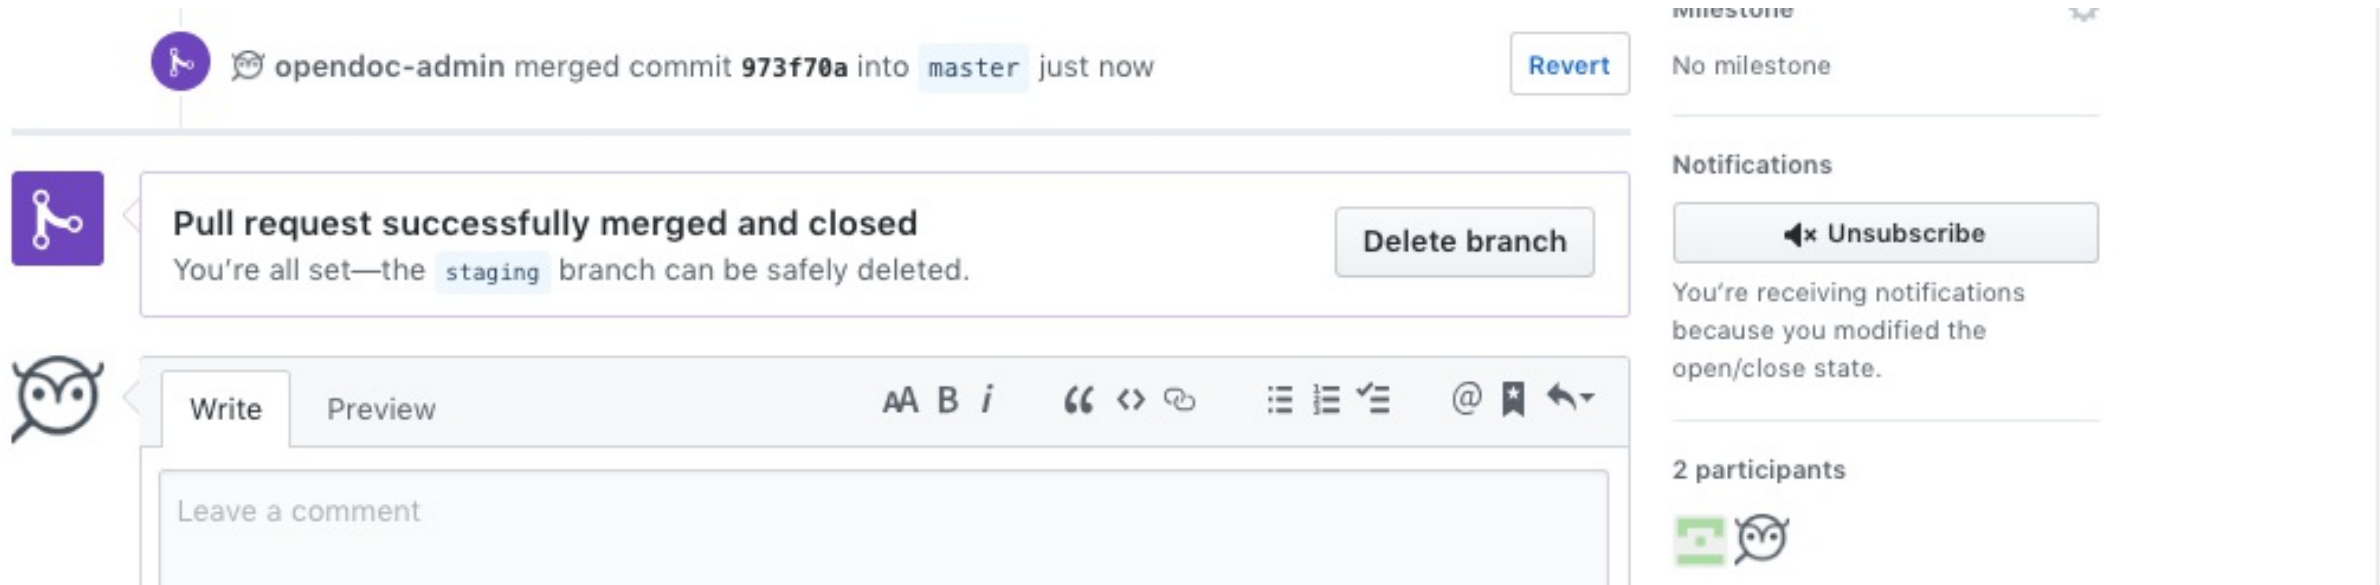 opendoc-admin merged commit 973f70a into master just now
Revert
Pull request successfully merged and closed
You're all set—the staging branch can be safely deleted.
Delete branch
Write
Preview
AA B i
Leave a comment
Milestone
No milestone
Notifications
Unsubscribe
You're receiving notifications
because you modified the
open/close state.
2 participants